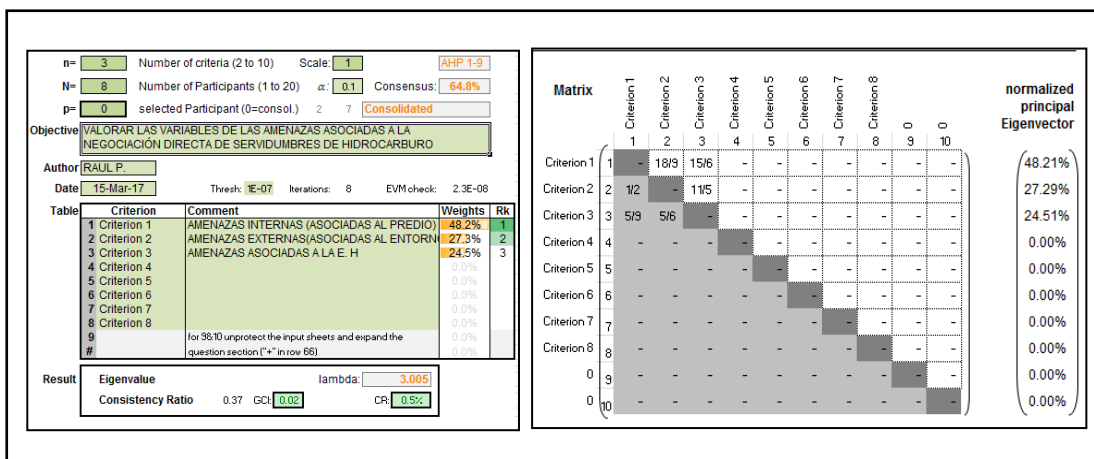 n= 3 Number of criteria (2 to 10) Scale: 1 AHP 1-9
N= 8 Number of Participants (1 to 20) α: 0.1 Consensus: 64.8%
p= 0 selected Participant (0=consol.) 2 7 Consolidated
Objective VALORAR LAS VARIABLES DE LAS AMENAZAS ASOCIADAS A LA
NEGOCIACIÓN DIRECTA DE SERVIDUMBRES DE HIDROCARBURO
Author RAUL P.
Date 15-Mar-17 Thresh: 1E-07 Iterations: 8 EVM check: 2.3E-08
Table Criterion Comment Weights Rk
1 Criterion 1 AMENAZAS INTERNAS (ASOCIADAS AL PREDIO) 48.2% 1
2 Criterion 2 AMENAZAS EXTERNAS(ASOCIADAS AL ENTORNO 27.3% 2
3 Criterion 3 AMENAZAS ASOCIADAS A LA E. H 24.5% 3
4 Criterion 4 0.0%
5 Criterion 5 0.0%
6 Criterion 6 0.0%
7 Criterion 7 0.0%
8 Criterion 8 0.0%
9 for 9&10 unprotect the input sheets and expand the 0.0%
# question section ("+" in row 66) 0.0%
Result Eigenvalue lambda: 3.005
Consistency Ratio 0.37 GCI: 0.02 CR: 0.5%
Matrix Criterion 1 Criterion 2 Criterion 3 Criterion 4 Criterion 5 Criterion 6 Criterion 7 Criterion 8 0 0 normalized principal Eigenvector
1 2 3 4 5 6 7 8 9 10
Criterion 1 1 - 18/9 15/6 - - - - - - - 48.21%
Criterion 2 2 1/2 - 11/5 - - - - - - - 27.29%
Criterion 3 3 5/9 5/6 - - - - - - - - 24.51%
Criterion 4 4 - - - - - - - - - - 0.00%
Criterion 5 5 - - - - - - - - - - 0.00%
Criterion 6 6 - - - - - - - - - - 0.00%
Criterion 7 7 - - - - - - - - - - 0.00%
Criterion 8 8 - - - - - - - - - - 0.00%
0 9 - - - - - - - - - - 0.00%
0 10 - - - - - - - - - - 0.00%